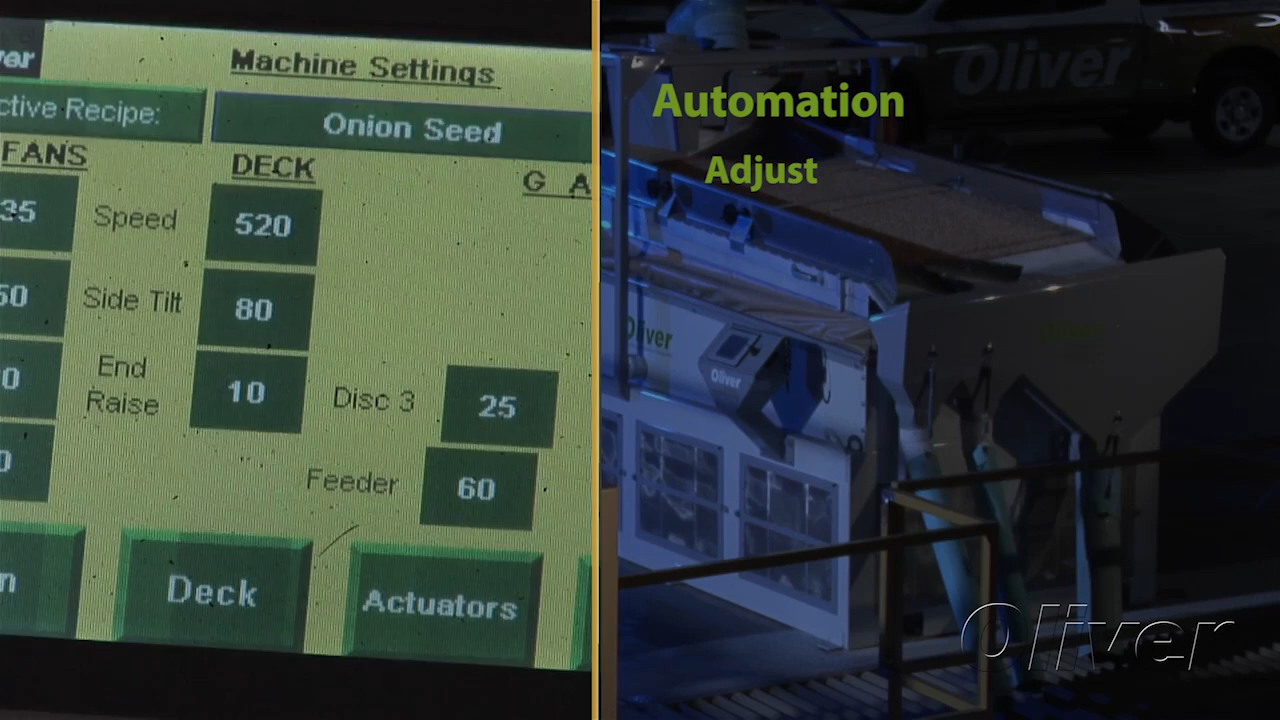 ver
Machine Settings
ctive Recipe:
Onion Seed
FANS
DECK
G A
35
Speed
520
50
Side Tilt
80
0
End
Raise
10
Disc 3
25
0
Feeder
60
n
Deck
Actuators
Automation
Adjust
Oliver
Oliver
Oliver
Oliver